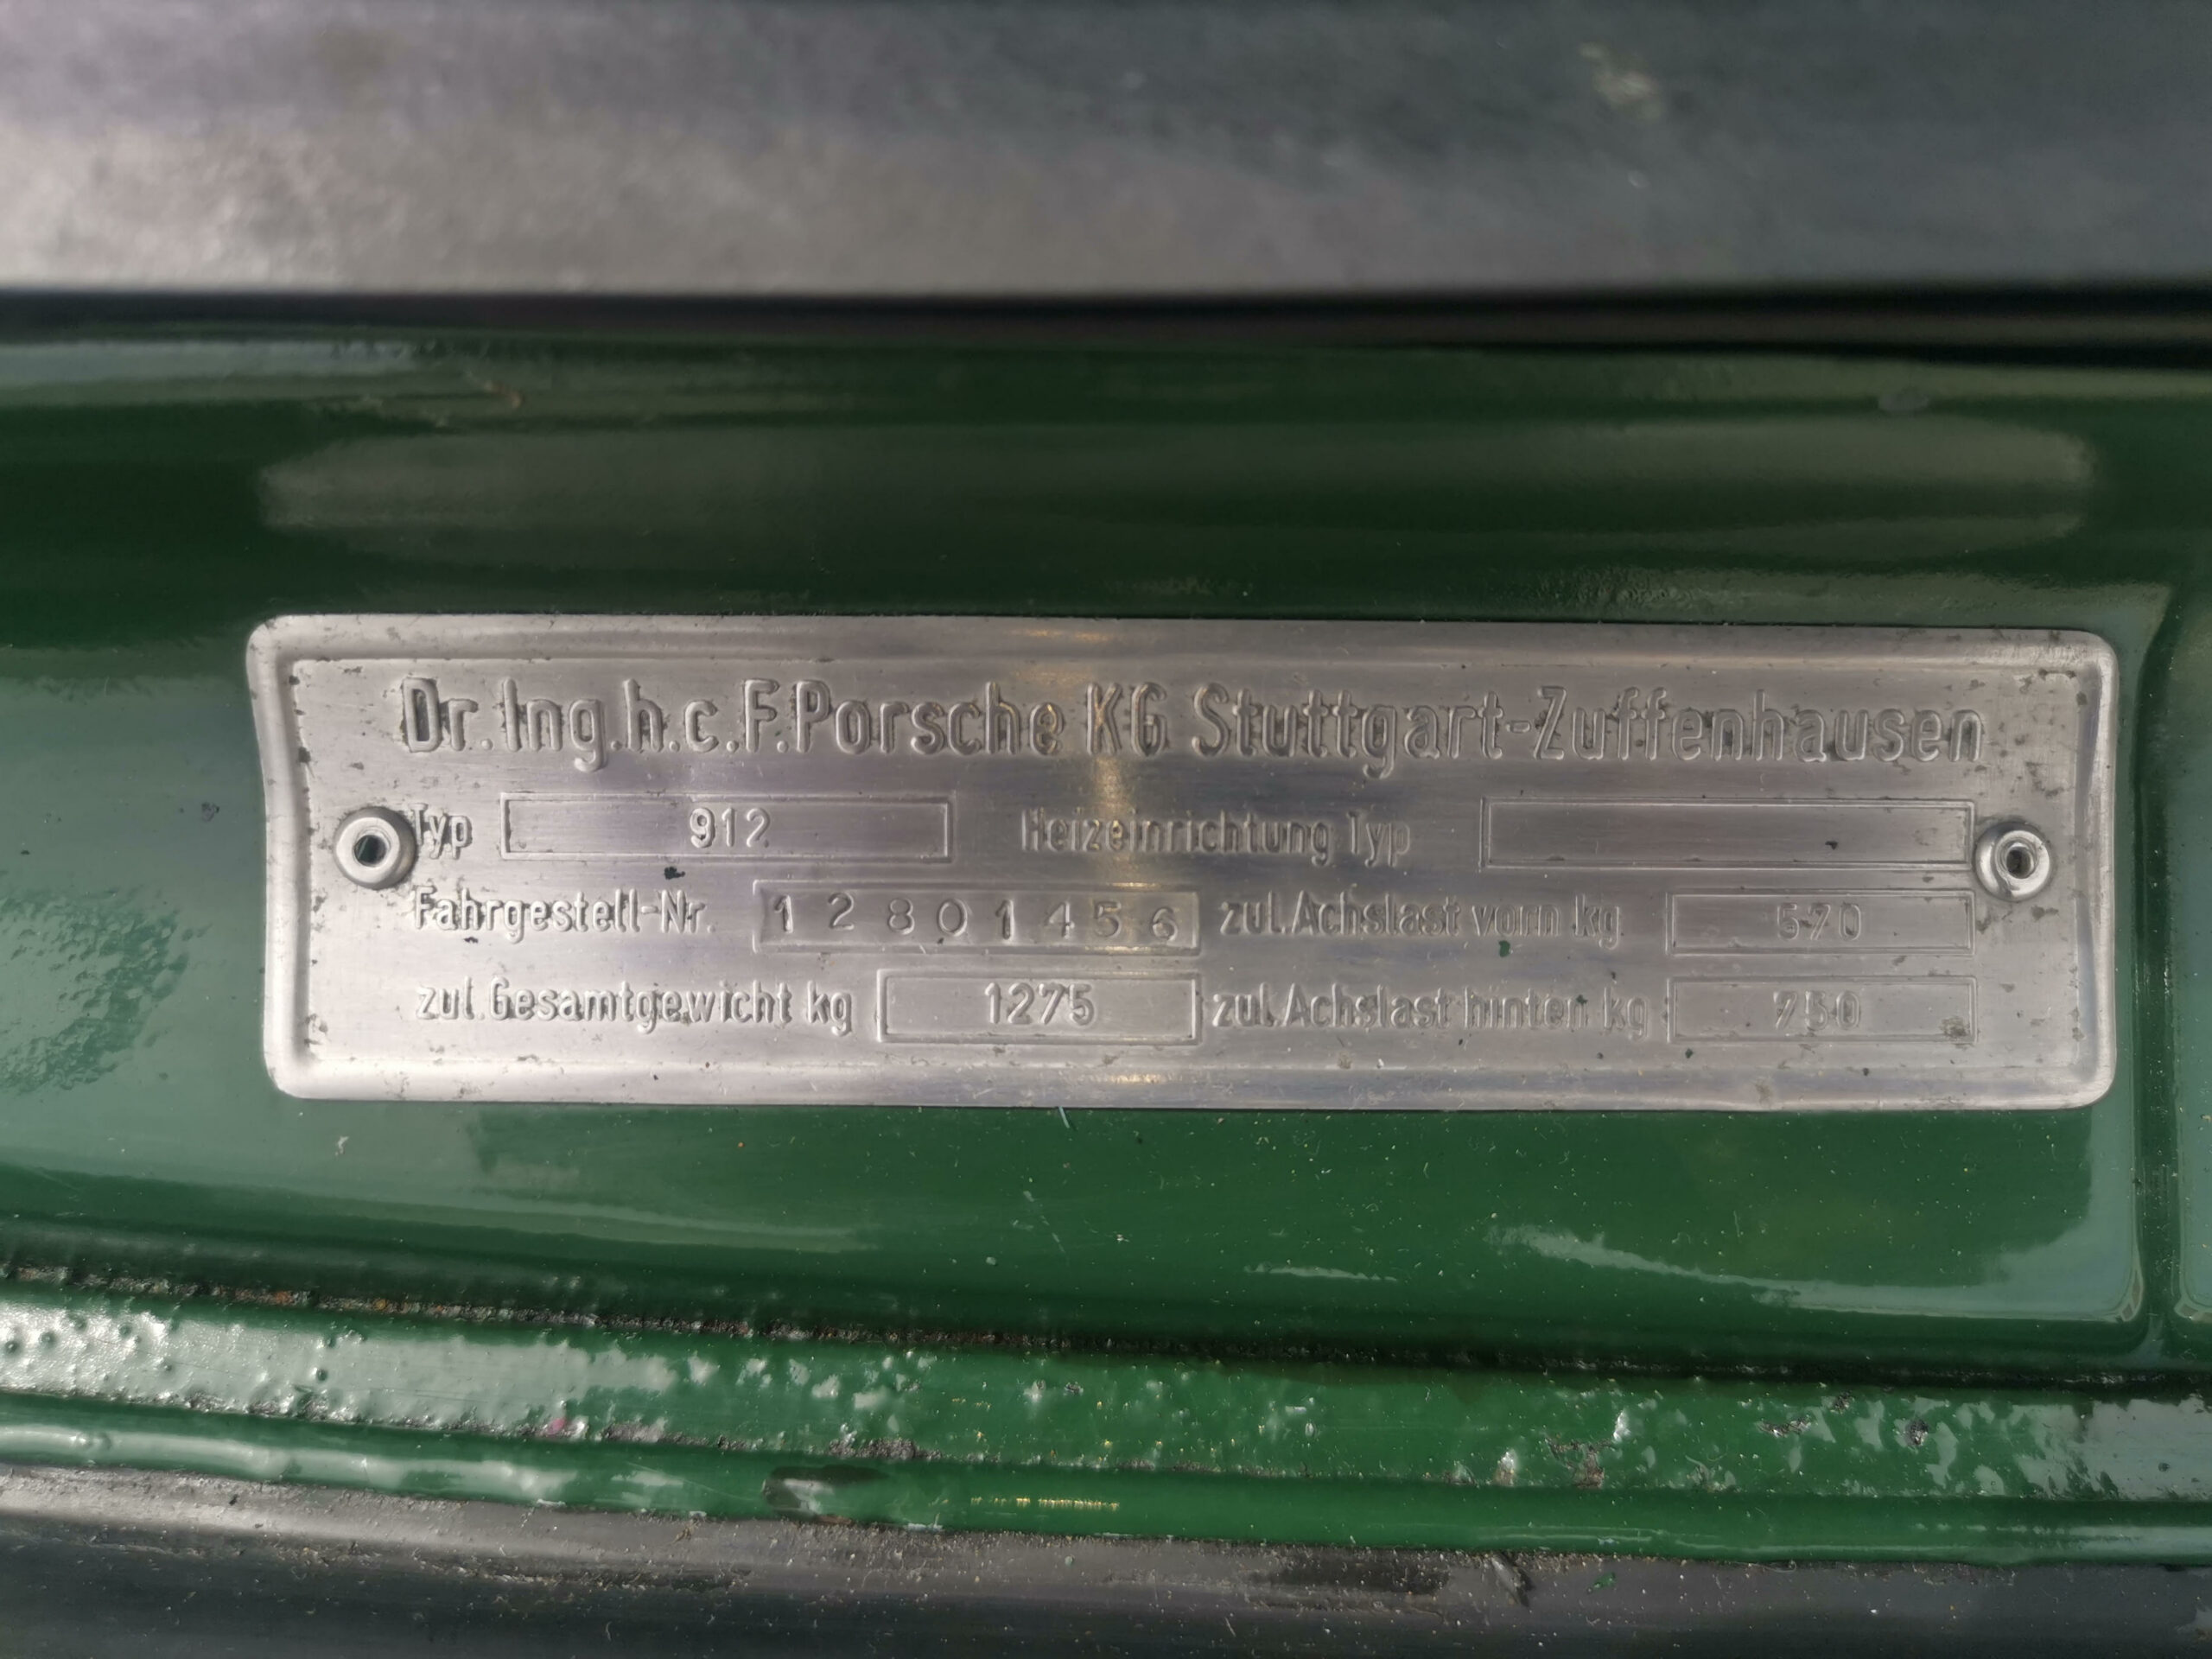 Dr.Ing.h.c.F.Porsche KG Stuttgart-Zuffenhausen
Typ 912 Heizeinrichtung Typ
Fahrgestell-Nr. 12801456 zul.Achslast vorn kg 570
zul.Gesamtgewicht kg 1275 zul.Achslast hinten kg 750